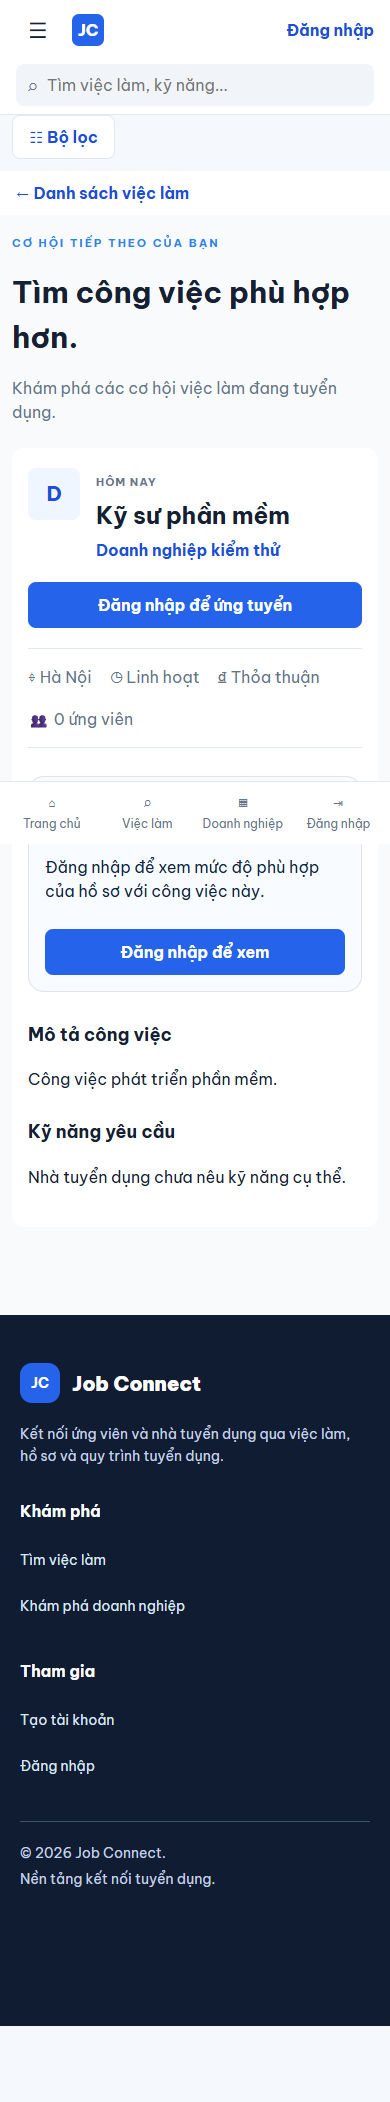 ☰ JC Đăng nhập
⌕ Tìm việc làm, kỹ năng...
☷ Bộ lọc
← Danh sách việc làm
CƠ HỘI TIẾP THEO CỦA BẠN
Tìm công việc phù hợp
hơn.
Khám phá các cơ hội việc làm đang tuyển
dụng.
D
HÔM NAY
Kỹ sư phần mềm
Doanh nghiệp kiểm thử
Đăng nhập để ứng tuyển
Hà Nội ◷ Linh hoạt ₫ Thỏa thuận
👥 0 ứng viên
Trang chủ Việc làm Doanh nghiệp Đăng nhập
Đăng nhập để xem mức độ phù hợp
của hồ sơ với công việc này.
Đăng nhập để xem
Mô tả công việc
Công việc phát triển phần mềm.
Kỹ năng yêu cầu
Nhà tuyển dụng chưa nêu kỹ năng cụ thể.
JC Job Connect
Kết nối ứng viên và nhà tuyển dụng qua việc làm,
hồ sơ và quy trình tuyển dụng.
Khám phá
Tìm việc làm
Khám phá doanh nghiệp
Tham gia
Tạo tài khoản
Đăng nhập
© 2026 Job Connect.
Nền tảng kết nối tuyển dụng.